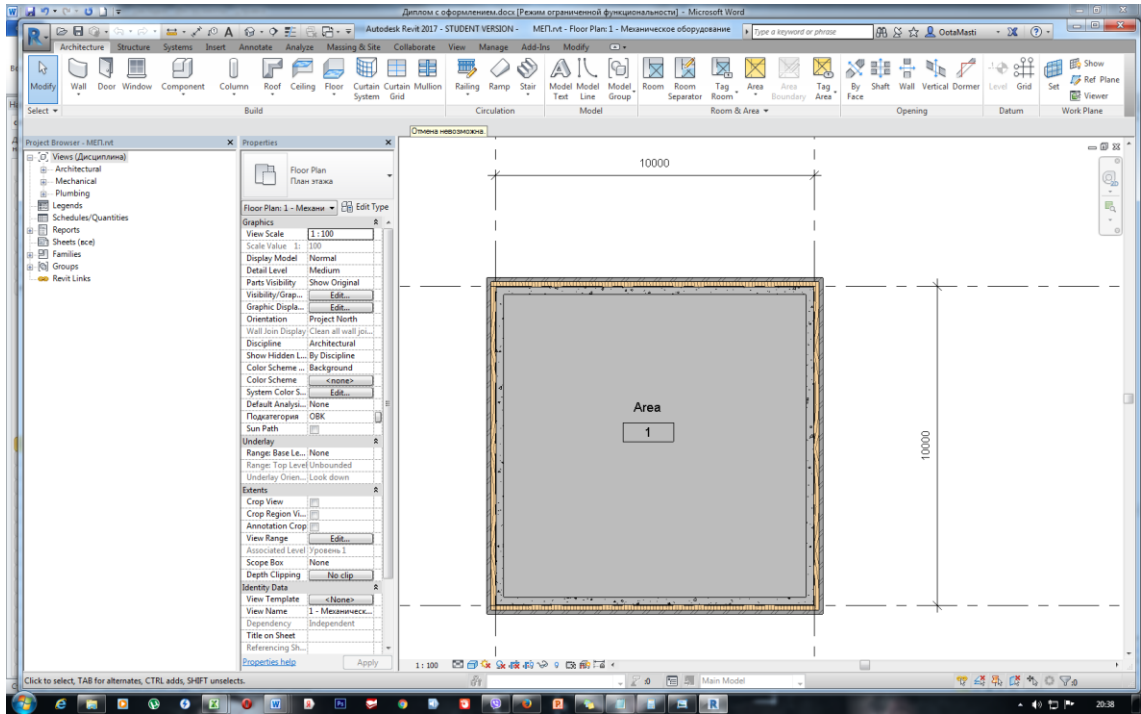 Диплом с оформлением.docx [Режим ограниченной функциональности] - Microsoft Word
Autodesk Revit 2017 - STUDENT VERSION - МЕП.rvt - Floor Plan: 1 - Механическое оборудование
Type a keyword or phrase
OotaMasti
Architecture Structure Systems Insert Annotate Analyze Massing & Site Collaborate View Manage Add-Ins Modify
Modify Wall Door Window Component Column Roof Ceiling Floor Curtain System Curtain Grid Mullion Railing Ramp Stair Model Text Model Line Model Group Room Room Separator Tag Room Area Area Boundary Tag Area By Face Shaft Wall Vertical Dormer Level Grid Set Show Ref Plane Viewer
Select Build Circulation Model Room & Area Opening Datum Work Plane
Отмена невозможна.
Project Browser - МЕП.rvt
Views (Дисциплина)
Architectural
Mechanical
Plumbing
Legends
Schedules/Quantities
Reports
Sheets (все)
Families
Groups
Revit Links
Properties
Floor Plan
План этажа
Floor Plan: 1 - Механи Edit Type
Graphics
View Scale 1 : 100
Scale Value 1: 100
Display Model Normal
Detail Level Medium
Parts Visibility Show Original
Visibility/Grap... Edit...
Graphic Displa... Edit...
Orientation Project North
Wall Join Display Clean all wall joi...
Discipline Architectural
Show Hidden L... By Discipline
Color Scheme ... Background
Color Scheme <none>
System Color S... Edit...
Default Analysi... None
Подкатегория ОВК
Sun Path
Underlay
Range: Base Le... None
Range: Top Level Unbounded
Underlay Orien... Look down
Extents
Crop View
Crop Region Vi...
Annotation Crop
View Range Edit...
Associated Level Уровень 1
Scope Box None
Depth Clipping No clip
Identity Data
View Template <None>
View Name 1 - Механическ...
Dependency Independent
Title on Sheet
Referencing Sh...
Properties help Apply
10000
Area
1
10000
1 : 100
Click to select, TAB for alternates, CTRL adds, SHIFT unselects.
:0 Main Model :0
EN 20:38